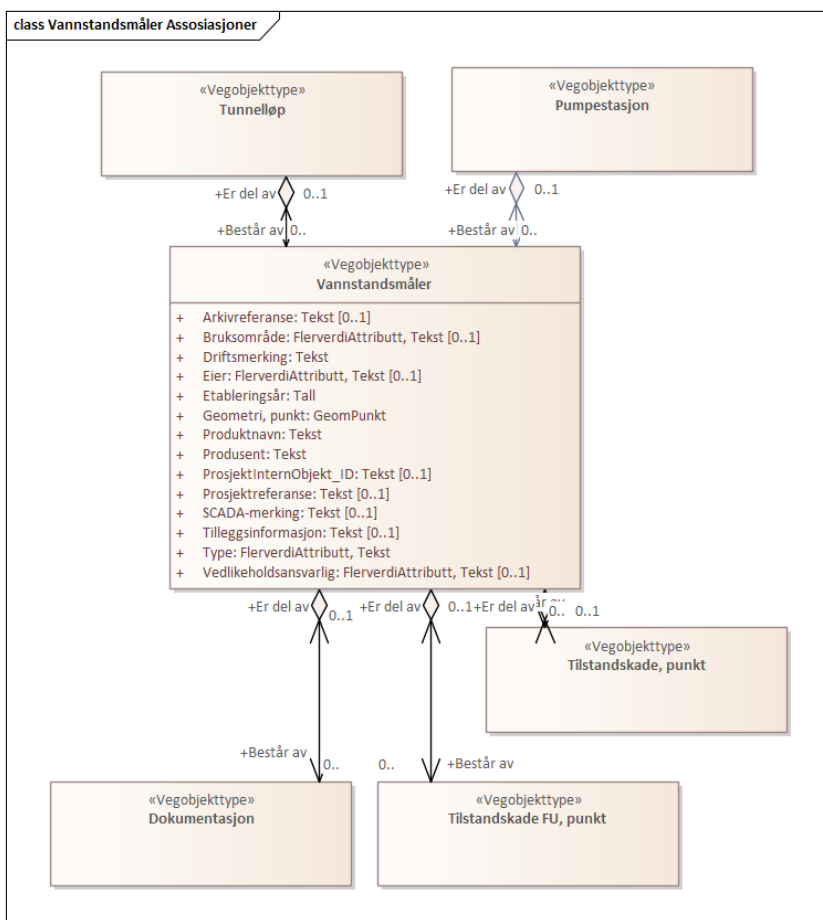 class Vannstandsmåler Assosiasjoner
«Vegobjekttype»
Tunnelløp
«Vegobjekttype»
Pumpestasjon
+Er del av 0..1
+Består av 0..
+Er del av 0..1
+Består av 0..
«Vegobjekttype»
Vannstandsmåler
+ Arkivreferanse: Tekst [0..1]
+ Bruksområde: FlerverdiAttributt, Tekst [0..1]
+ Driftsmerking: Tekst
+ Eier: FlerverdiAttributt, Tekst [0..1]
+ Etableringsår: Tall
+ Geometri, punkt: GeomPunkt
+ Produktnavn: Tekst
+ Produsent: Tekst
+ ProsjektInternObjekt_ID: Tekst [0..1]
+ Prosjektreferanse: Tekst [0..1]
+ SCADA-merking: Tekst [0..1]
+ Tilleggsinformasjon: Tekst [0..1]
+ Type: FlerverdiAttributt, Tekst
+ Vedlikeholdsansvarlig: FlerverdiAttributt, Tekst [0..1]
+Er del av 0..1
+Er del av 0..1
+Er del av 0..1
0..
«Vegobjekttype»
Tilstandskade, punkt
+Består av 0..
0.. +Består av
«Vegobjekttype»
Dokumentasjon
«Vegobjekttype»
Tilstandskade FU, punkt